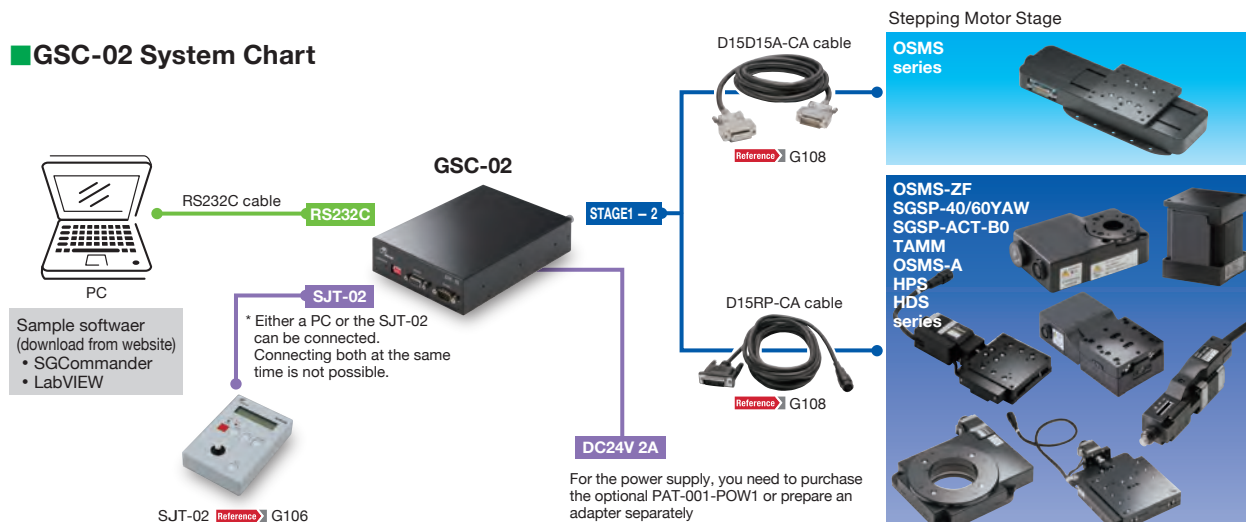 ■GSC-02 System Chart
Stepping Motor Stage
D15D15A-CA cable
OSMS
series
Reference G108
GSC-02
RS232C cable
RS232C
STAGE1 – 2
PC
OSMS-ZF
SGSP-40/60YAW
SGSP-ACT-B0
TAMM
OSMS-A
HPS
HDS
series
SJT-02
* Either a PC or the SJT-02
can be connected.
Connecting both at the same
time is not possible.
D15RP-CA cable
Reference G108
Sample softwaer
(download from website)
• SGCommander
• LabVIEW
DC24V 2A
For the power supply, you need to purchase
the optional PAT-001-POW1 or prepare an
adapter separately
SJT-02 Reference G106